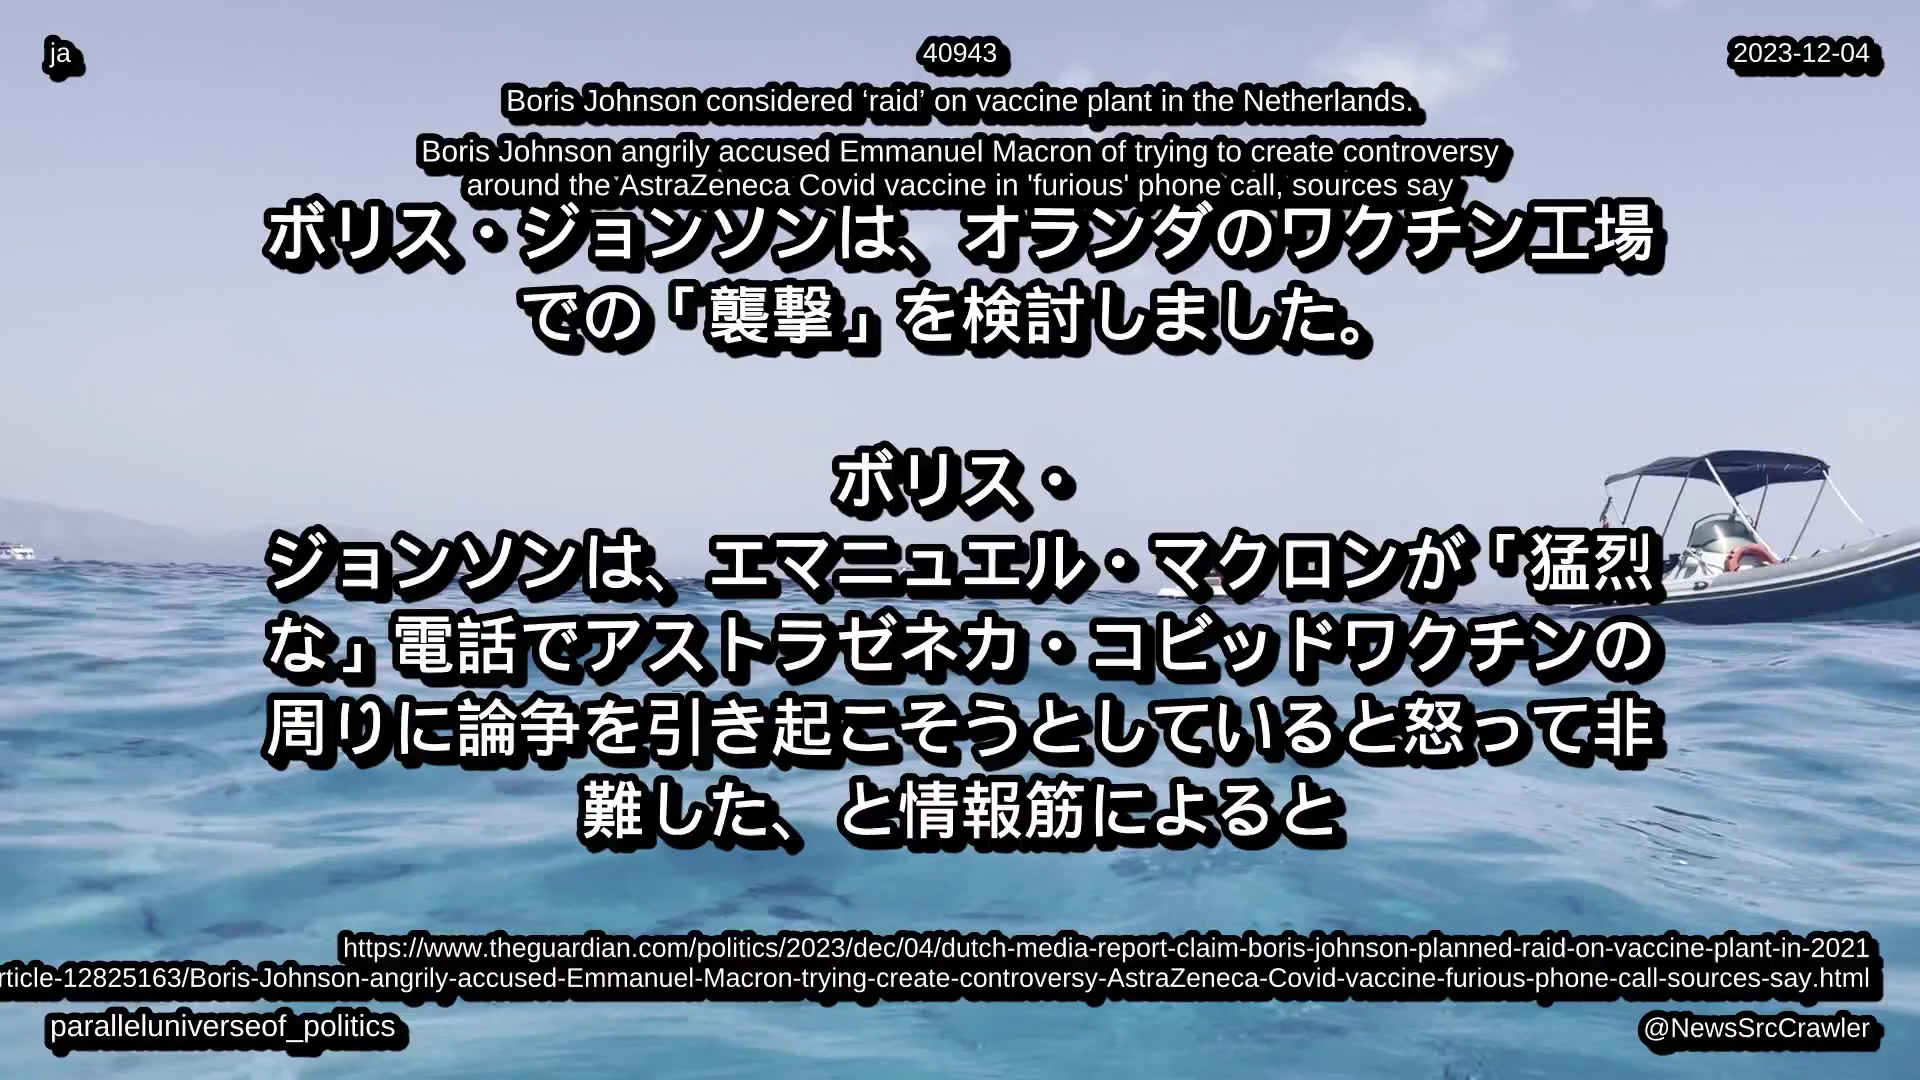 ja
40943
2023-12-04
Boris Johnson considered ‘raid’ on vaccine plant in the Netherlands.
Boris Johnson angrily accused Emmanuel Macron of trying to create controversy
around the AstraZeneca Covid vaccine in 'furious' phone call, sources say
ボリス・ジョンソンは、オランダのワクチン工場
での「襲撃」を検討しました。
ボリス・
ジョンソンは、エマニュエル・マクロンが「猛烈
な」電話でアストラゼネカ・コビッドワクチンの
周りに論争を引き起こそうとしていると怒って非
難した、と情報筋によると
https://www.theguardian.com/politics/2023/dec/04/dutch-media-report-claim-boris-johnson-planned-raid-on-vaccine-plant-in-2021
rticle-12825163/Boris-Johnson-angrily-accused-Emmanuel-Macron-trying-create-controversy-AstraZeneca-Covid-vaccine-furious-phone-call-sources-say.html
paralleluniverseof_politics
@NewsSrcCrawler